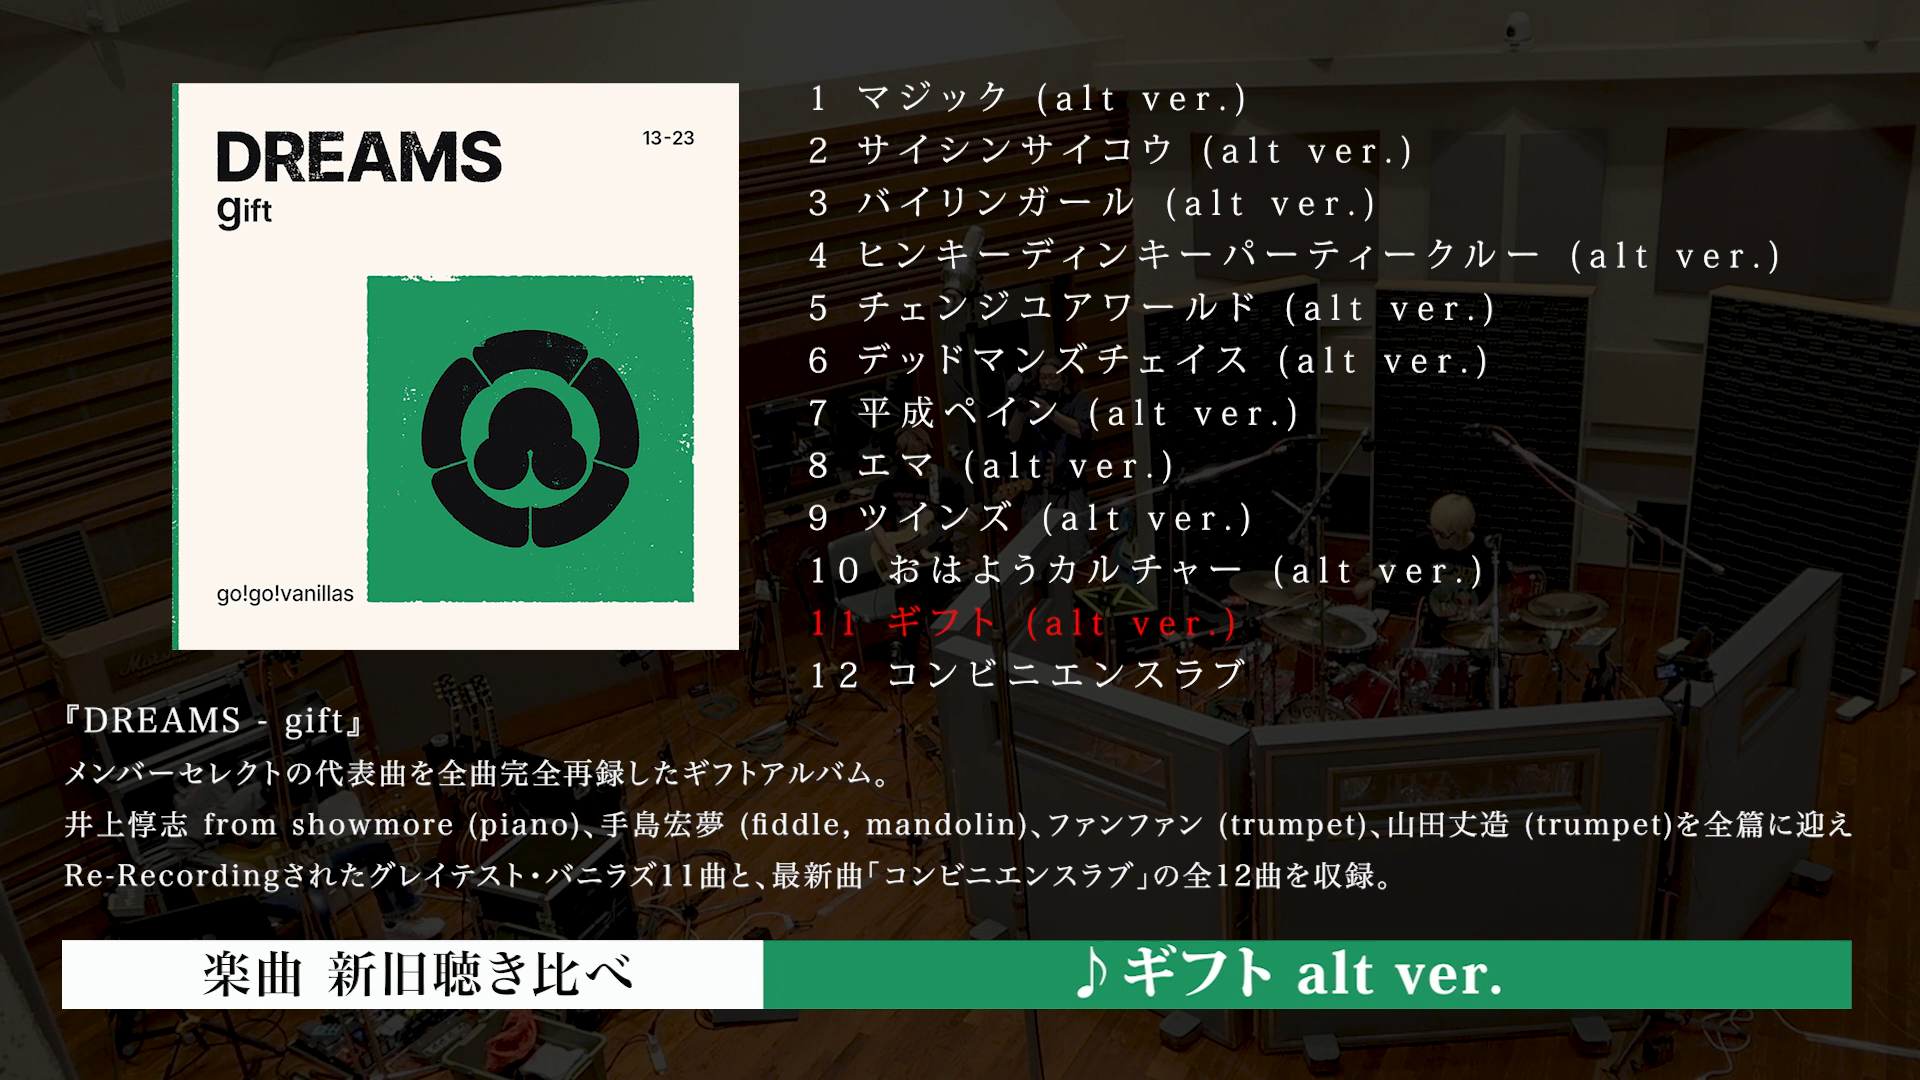 DREAMS
13-23
gift
go!go!vanillas
1 マジック (alt ver.)
2 サイシンサイコウ (alt ver.)
3 バイリンガール (alt ver.)
4 ヒンキーディンキーパーティークルー (alt ver.)
5 チェンジユアワールド (alt ver.)
6 デッドマンズチェイス (alt ver.)
7 平成ペイン (alt ver.)
8 エマ (alt ver.)
9 ツインズ (alt ver.)
10 おはようカルチャー (alt ver.)
11 ギフト (alt ver.)
12 コンビニエンスラブ
『DREAMS - gift』
メンバーセレクトの代表曲を全曲完全再録したギフトアルバム。
井上惇志 from showmore (piano)、手島宏夢 (fiddle, mandolin)、ファンファン (trumpet)、山田丈造 (trumpet)を全篇に迎え
Re-Recordingされたグレイテスト・バニラズ11曲と、最新曲「コンビニエンスラブ」の全12曲を収録。
楽曲 新旧聴き比べ
♪ギフト alt ver.